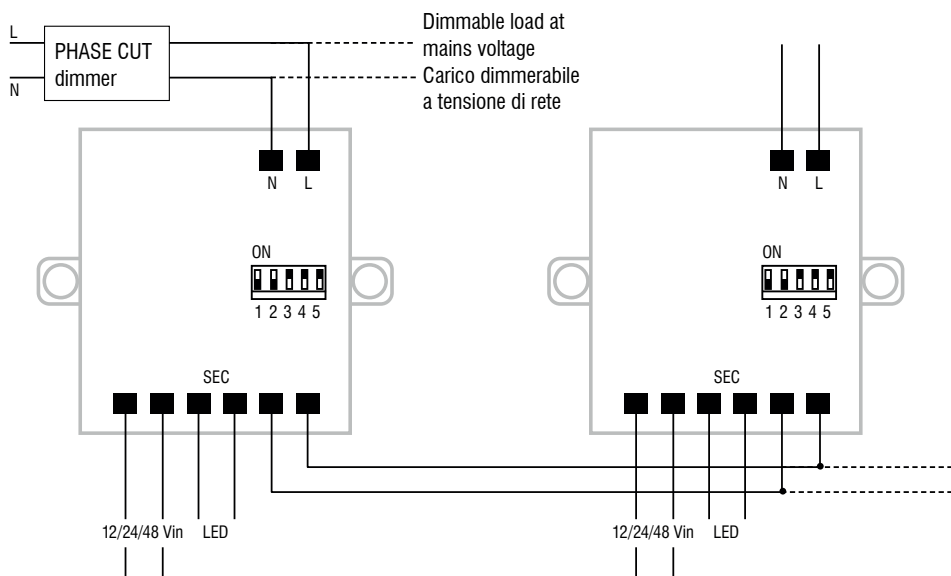 L
PHASE CUT
dimmer
N
Dimmable load at
mains voltage
Carico dimmerabile
a tensione di rete
N L
ON
1 2 3 4 5
SEC
12/24/48 Vin LED
N L
ON
1 2 3 4 5
SEC
12/24/48 Vin LED